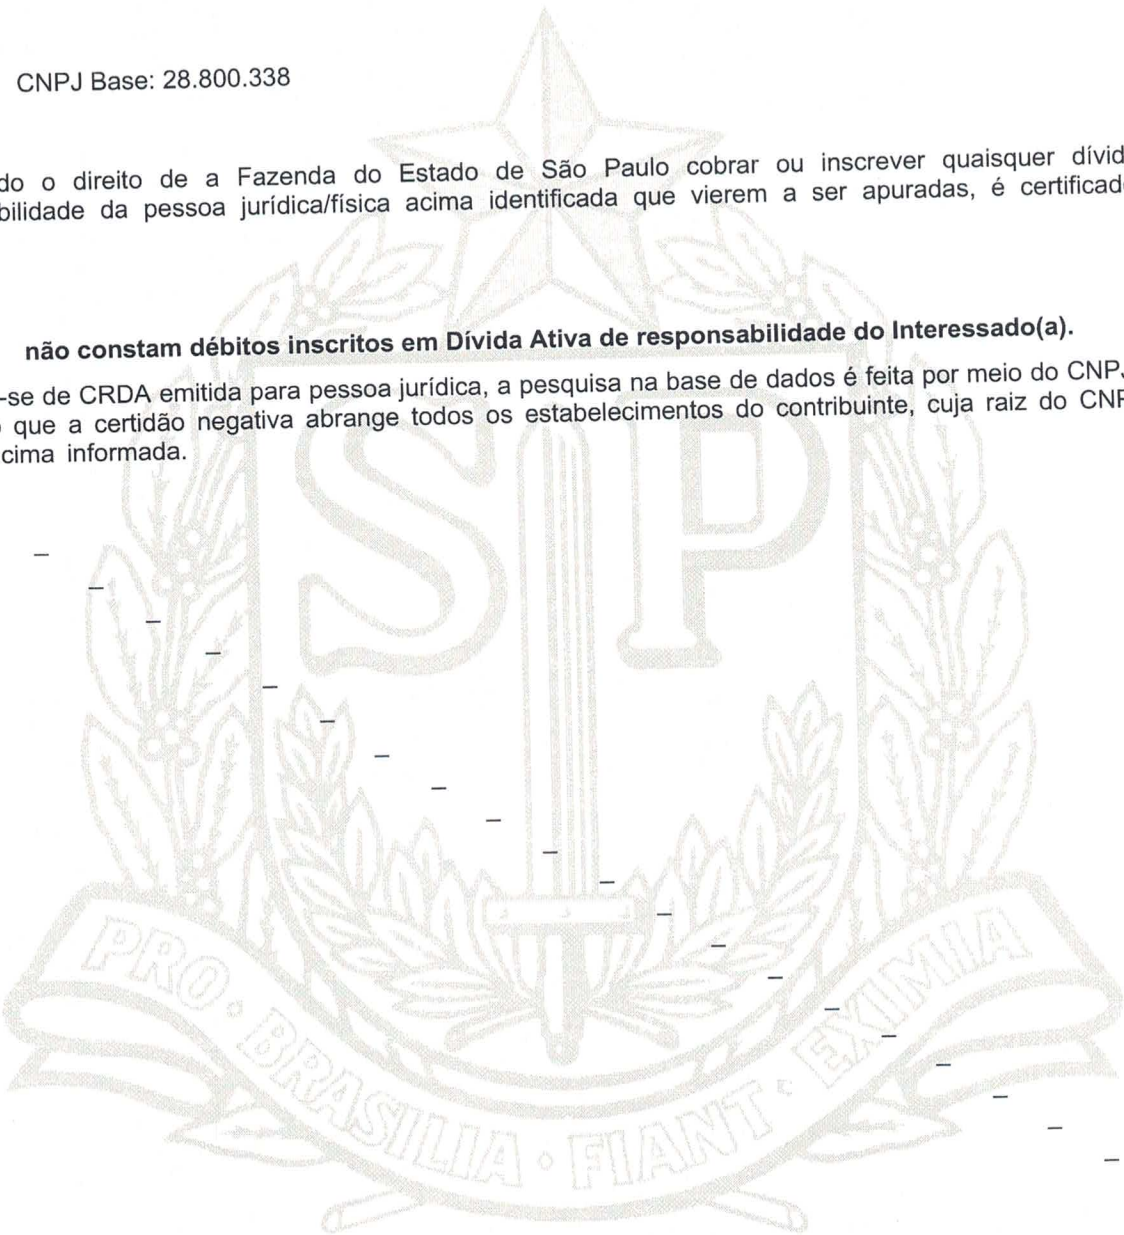 CNPJ Base: 28.800.338
do o direito de a Fazenda do Estado de São Paulo cobrar ou inscrever quaisquer dívid
bilidade da pessoa jurídica/física acima identificada que vierem a ser apuradas, é certificad
não constam débitos inscritos em Dívida Ativa de responsabilidade do Interessado(a).
-se de CRDA emitida para pessoa jurídica, a pesquisa na base de dados é feita por meio do CNPJ
que a certidão negativa abrange todos os estabelecimentos do contribuinte, cuja raiz do CNP
cima informada.
SP
PRO • BRASILIA • FIANT • EXIMIA